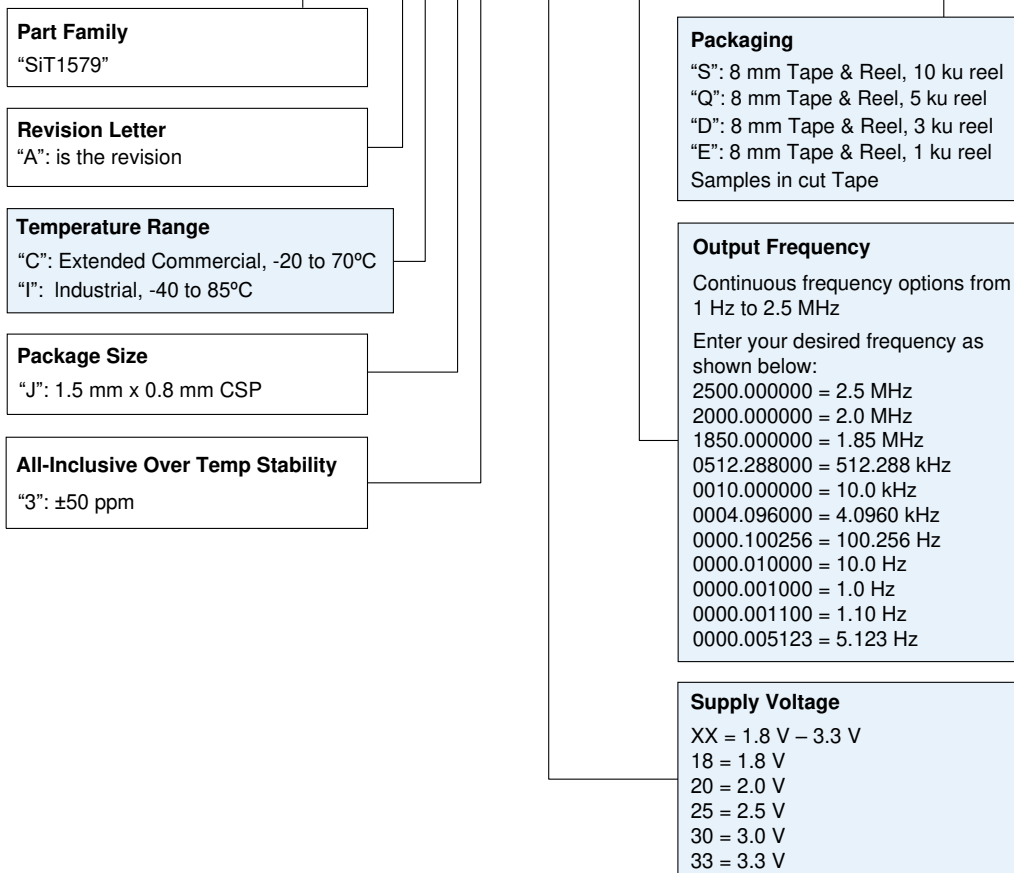 Part Family
“SiT1579”
Revision Letter
“A”: is the revision
Temperature Range
“C”: Extended Commercial, -20 to 70ºC
“I”: Industrial, -40 to 85ºC
Package Size
“J”: 1.5 mm x 0.8 mm CSP
All-Inclusive Over Temp Stability
“3”: ±50 ppm
Packaging
“S”: 8 mm Tape & Reel, 10 ku reel
“Q”: 8 mm Tape & Reel, 5 ku reel
“D”: 8 mm Tape & Reel, 3 ku reel
“E”: 8 mm Tape & Reel, 1 ku reel
Samples in cut Tape
Output Frequency
Continuous frequency options from
1 Hz to 2.5 MHz
Enter your desired frequency as
shown below:
2500.000000 = 2.5 MHz
2000.000000 = 2.0 MHz
1850.000000 = 1.85 MHz
0512.288000 = 512.288 kHz
0010.000000 = 10.0 kHz
0004.096000 = 4.0960 kHz
0000.100256 = 100.256 Hz
0000.010000 = 10.0 Hz
0000.001000 = 1.0 Hz
0000.001100 = 1.10 Hz
0000.005123 = 5.123 Hz
Supply Voltage
XX = 1.8 V – 3.3 V
18 = 1.8 V
20 = 2.0 V
25 = 2.5 V
30 = 3.0 V
33 = 3.3 V